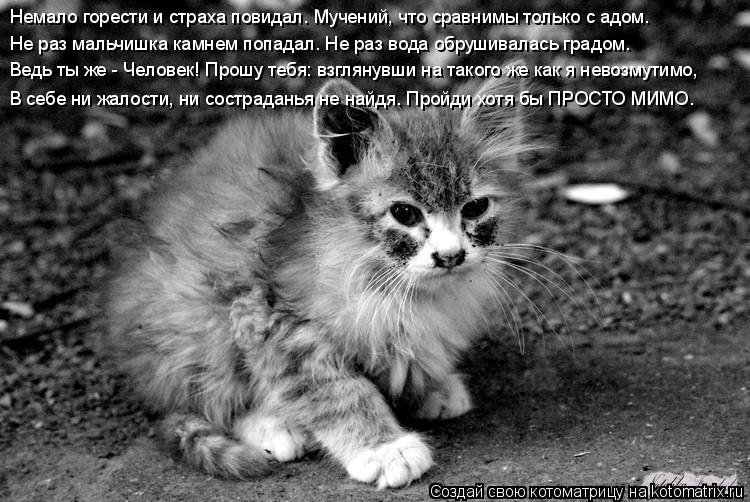 Немало горести и страха повидал. Мучений, что сравнимы только с адом.
Не раз мальчишка камнем попадал. Не раз вода обрушивалась градом.
Ведь ты же - Человек! Прошу тебя: взглянувши на такого же как я невозмутимо,
В себе ни жалости, ни состраданья не найдя. Пройди хотя бы ПРОСТО МИМО.
Создай свою котоматрицу на kotomatrix.ru